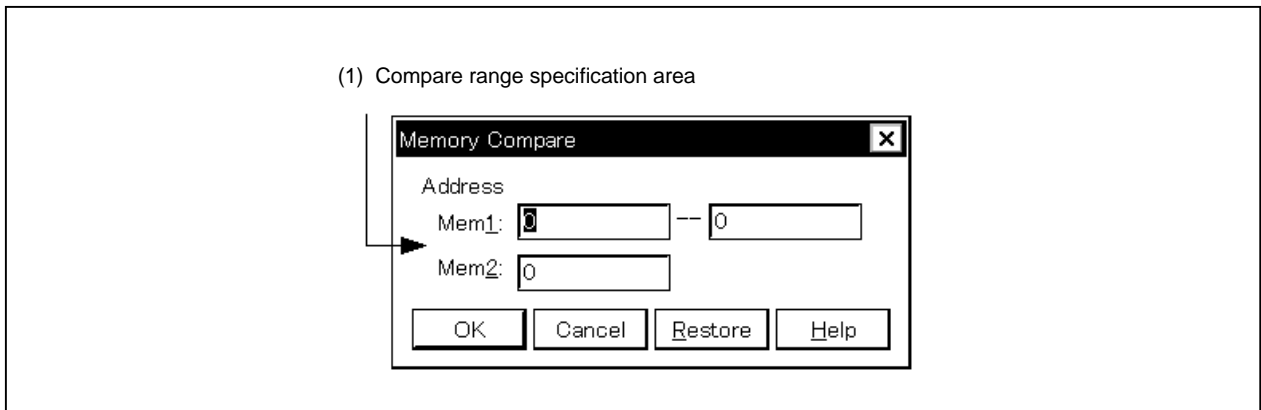 (1) Compare range specification area
Memory Compare
Address
Mem1: 0 -- 0
Mem2: 0
OK Cancel Restore Help